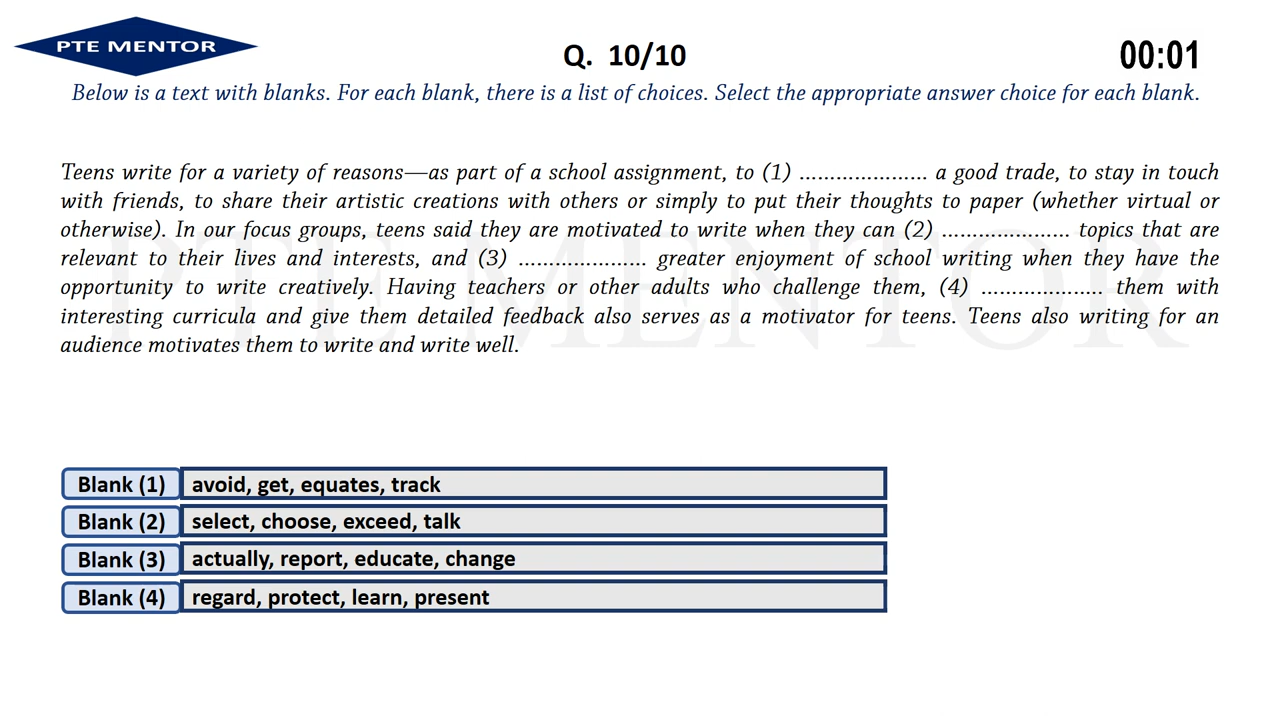 PTE MENTOR
Q. 10/10
00:01
Below is a text with blanks. For each blank, there is a list of choices. Select the appropriate answer choice for each blank.
Teens write for a variety of reasons—as part of a school assignment, to (1) ..................... a good trade, to stay in touch
with friends, to share their artistic creations with others or simply to put their thoughts to paper (whether virtual or
otherwise). In our focus groups, teens said they are motivated to write when they can (2) ..................... topics that are
relevant to their lives and interests, and (3) ..................... greater enjoyment of school writing when they have the
opportunity to write creatively. Having teachers or other adults who challenge them, (4) .................... them with
interesting curricula and give them detailed feedback also serves as a motivator for teens. Teens also writing for an
audience motivates them to write and write well.
PTE MENTOR
Blank (1) avoid, get, equates, track
Blank (2) select, choose, exceed, talk
Blank (3) actually, report, educate, change
Blank (4) regard, protect, learn, present